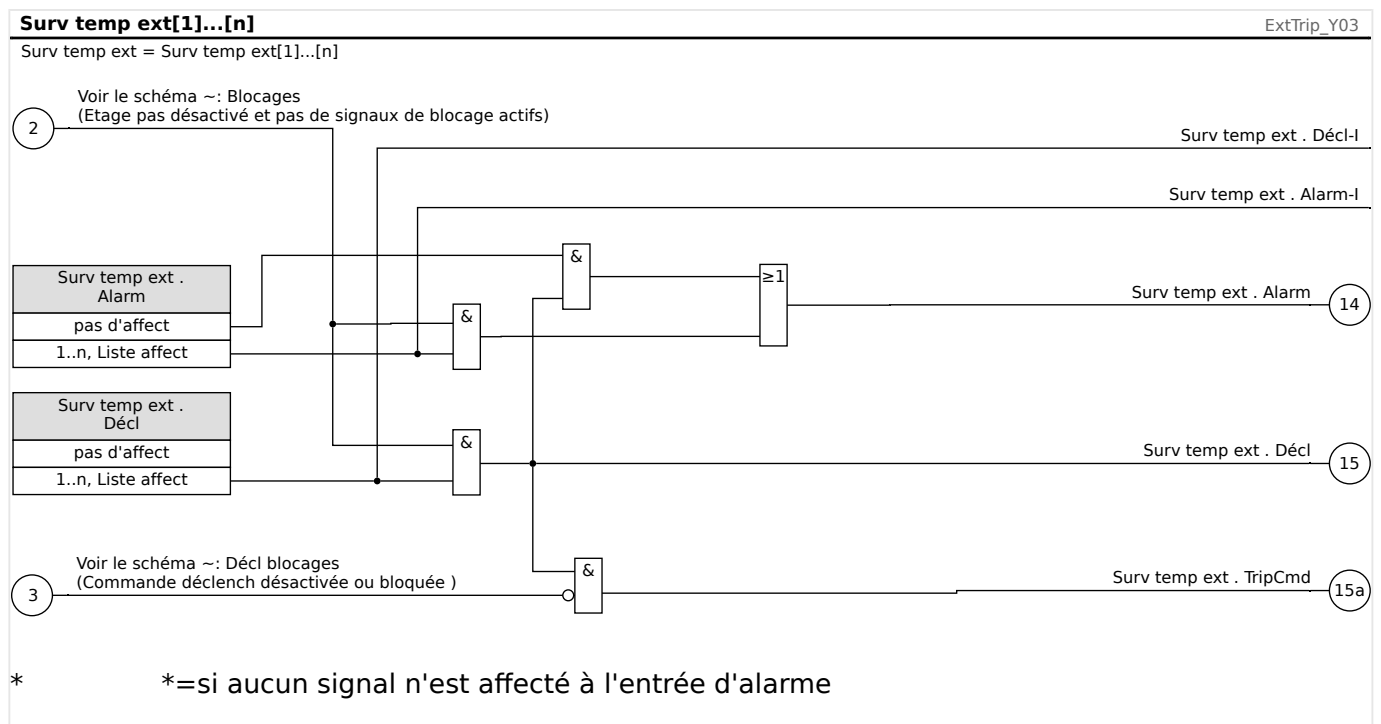 Surv temp ext[1]...[n]
ExtTrip_Y03
Surv temp ext = Surv temp ext[1]...[n]
Voir le schéma ~: Blocages
(Etage pas désactivé et pas de signaux de blocage actifs)
2
Surv temp ext . Décl-I
Surv temp ext . Alarm-I
&
Surv temp ext .
Alarm
≥1
Surv temp ext . Alarm
14
pas d'affect
&
1..n, Liste affect
Surv temp ext .
Décl
&
pas d'affect
Surv temp ext . Décl
15
1..n, Liste affect
Voir le schéma ~: Décl blocages
(Commande déclench désactivée ou bloquée )
3
&
Surv temp ext . TripCmd
15a
* *=si aucun signal n'est affecté à l'entrée d'alarme